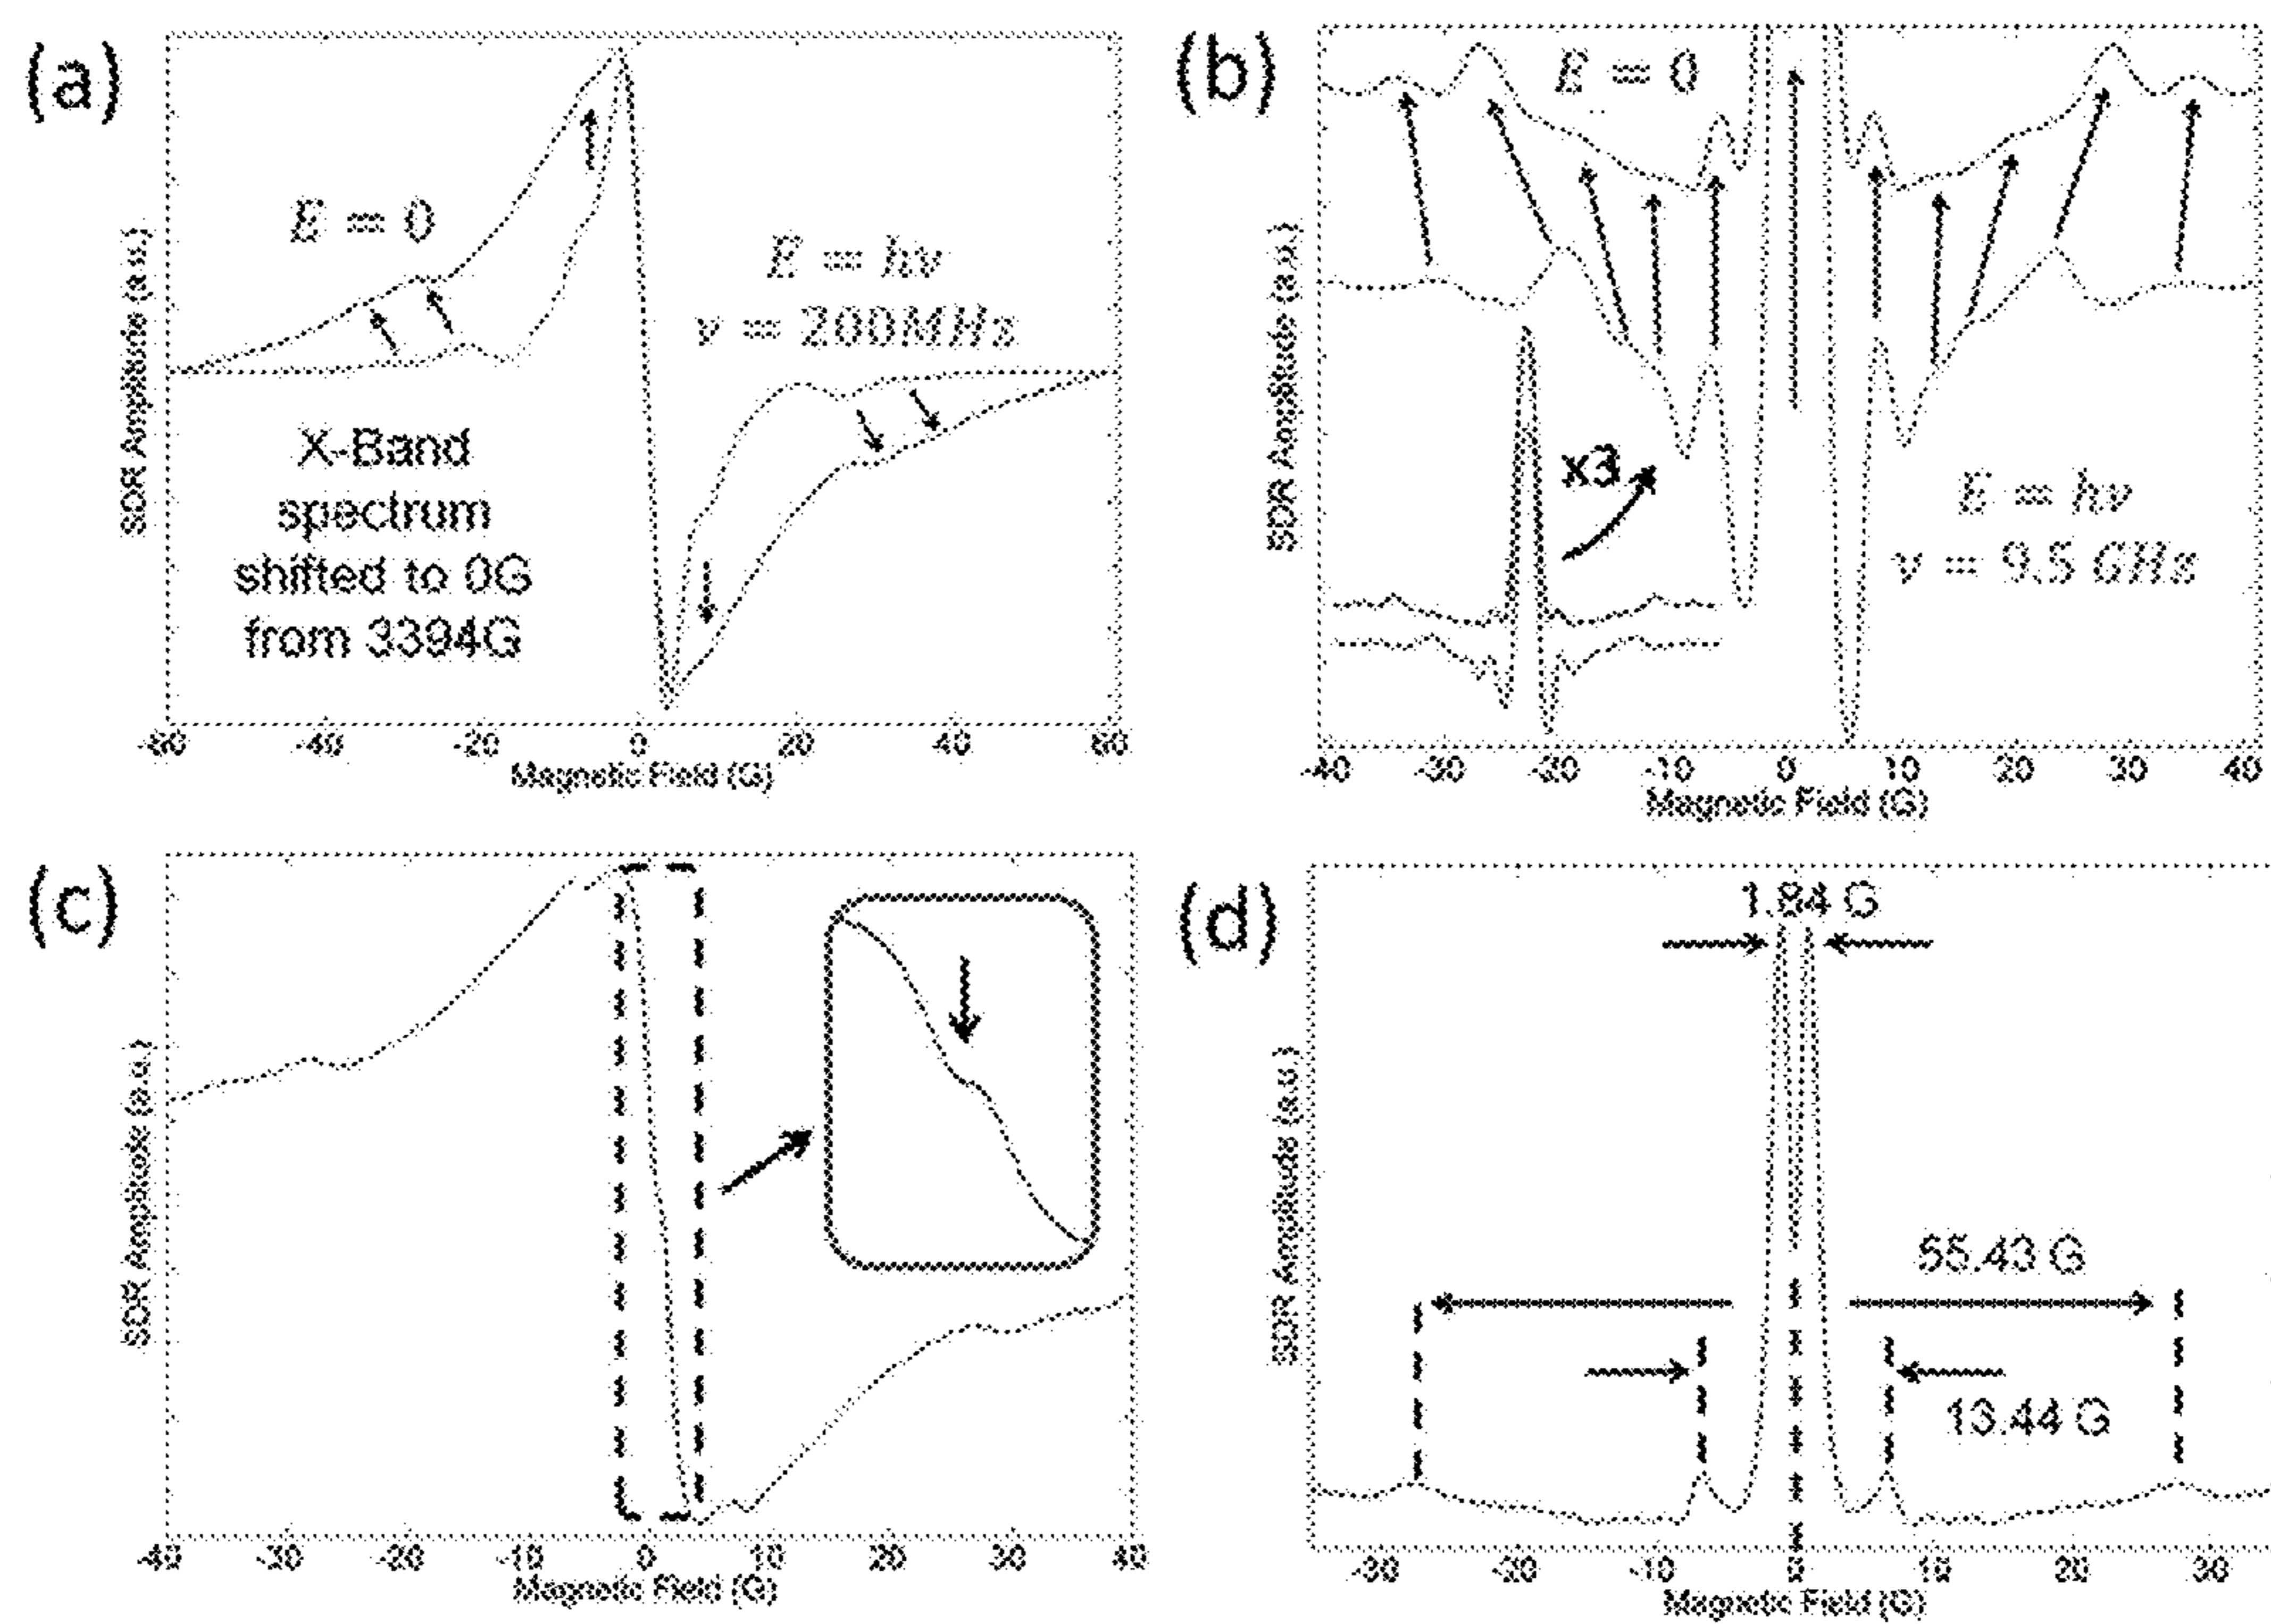 (a)
E = 0
E = hν
ν = 200MHz
X-Band
spectrum
shifted to 0G
from 3394G
SDR Amplitude (a.u.)
-60 -40 -20 0 20 40 60
Magnetic Field (G)
(b)
E = 0
x3
E = hν
ν = 9.5 GHz
SDR Amplitude (a.u.)
-40 -30 -20 -10 0 10 20 30 40
Magnetic Field (G)
(c)
SDR Amplitude (a.u.)
-40 -30 -20 -10 0 10 20 30 40
Magnetic Field (G)
(d)
1.84 G
55.43 G
13.44 G
SDR Amplitude (a.u.)
-30 -20 -10 0 10 20 30
Magnetic Field (G)